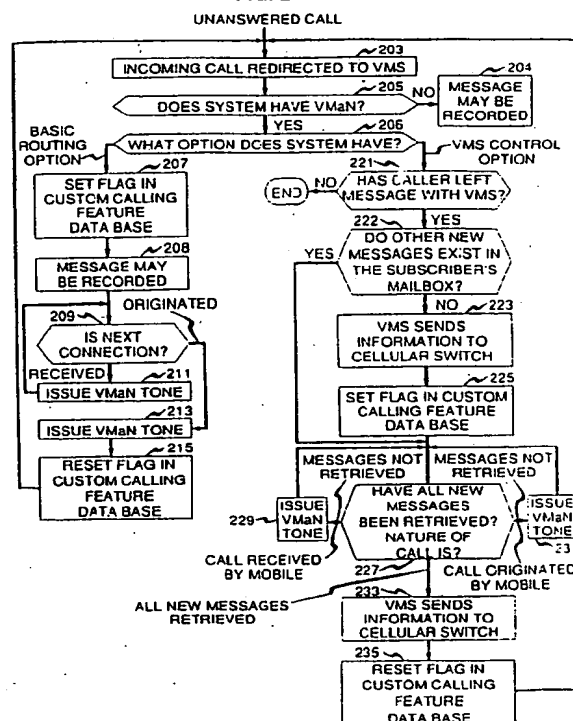 UNANSWERED CALL
203
INCOMING CALL REDIRECTED TO VMS
204
205
DOES SYSTEM HAVE VMaN?
NO
MESSAGE
MAY BE
RECORDED
YES
206
BASIC
ROUTING
OPTION
WHAT OPTION DOES SYSTEM HAVE?
VMS CONTROL
OPTION
207
SET FLAG IN
CUSTOM CALLING
FEATURE
DATA BASE
221
END
NO
HAS CALLER LEFT
MESSAGE WITH VMS?
YES
222
208
MESSAGE MAY
BE RECORDED
YES
DO OTHER NEW
MESSAGES EXIST IN
THE SUBSCRIBER'S
MAILBOX?
ORIGINATED
209
IS NEXT
CONNECTION?
NO
223
VMS SENDS
INFORMATION TO
CELLULAR SWITCH
RECEIVED
211
ISSUE VMaN TONE
213
ISSUE VMaN TONE
225
SET FLAG IN CUSTOM
CALLING FEATURE
DATA BASE
215
RESET FLAG IN
CUSTOM CALLING
FEATURE
DATA BASE
MESSAGES NOT
RETRIEVED
MESSAGES NOT
RETRIEVED
229
ISSUE
VMaN
TONE
HAVE ALL NEW
MESSAGES
BEEN RETRIEVED?
NATURE OF
CALL IS?
ISSUE
VMaN
TONE
23
CALL RECEIVED
BY MOBILE
227
CALL ORIGINATED
BY MOBILE
ALL NEW MESSAGES
RETRIEVED
233
VMS SENDS
INFORMATION TO
CELLULAR SWITCH
235
RESET FLAG IN
CUSTOM CALLING
FEATURE
DATA BASE